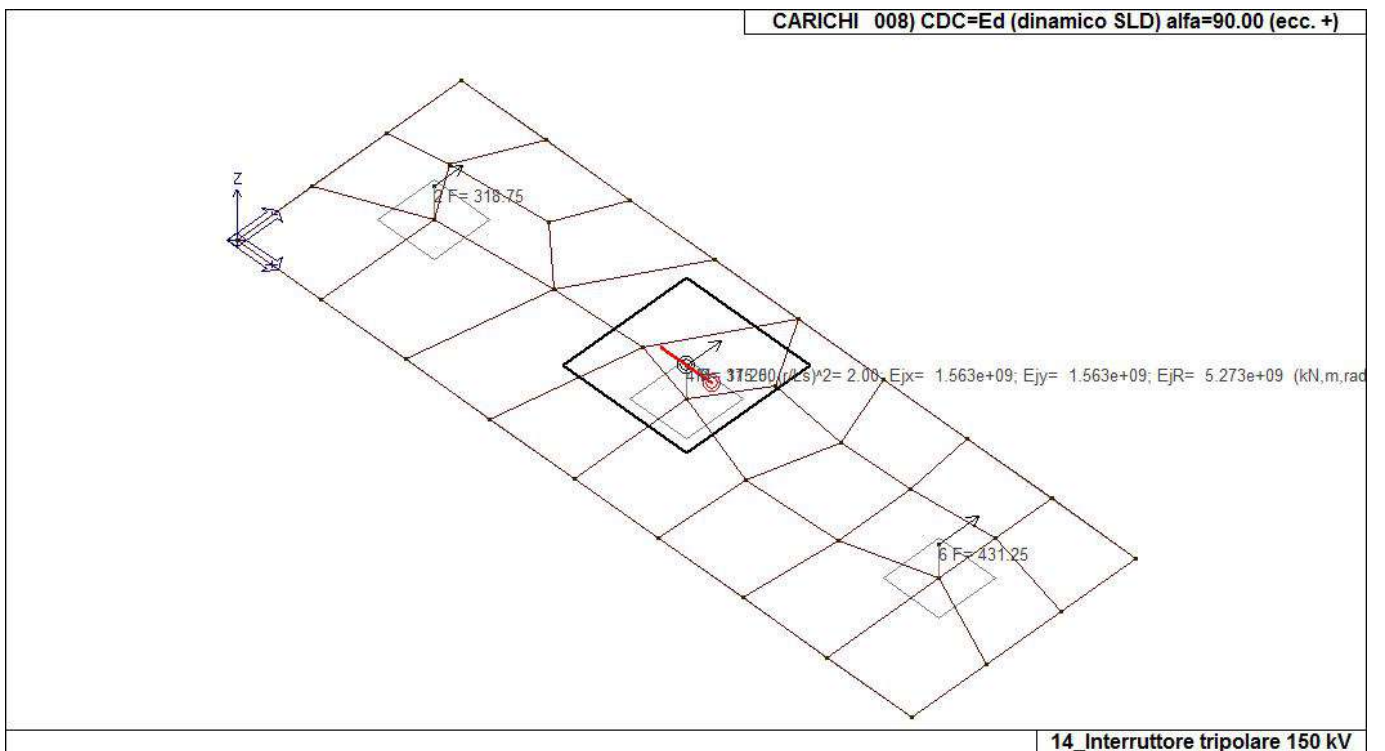 CARICHI 008) CDC=Ed (dinamico SLD) alfa=90.00 (ecc. +)
Z
2 F= 318.75
(r/Ls)^2= 2.00; Ejx= 1.563e+09; Ejy= 1.563e+09; EjR= 5.273e+09 (kN,m,rad
6 F= 431.25
14_Interruttore tripolare 150 kV